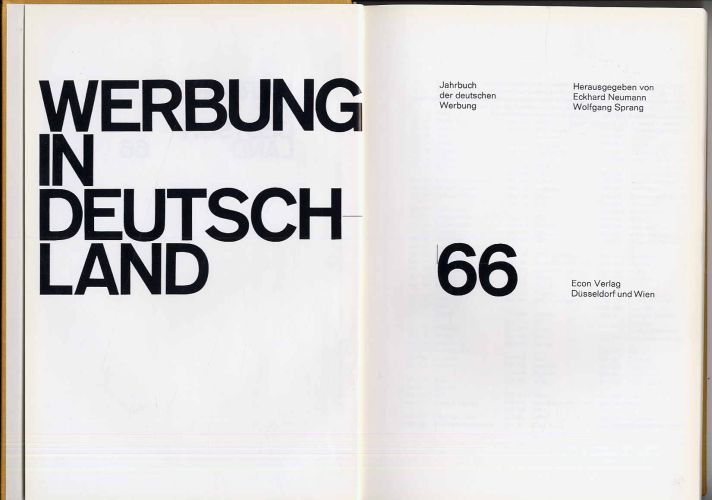 WERBUNG
IN
DEUTSCH
LAND
Jahrbuch
der deutschen
Werbung
Herausgegeben von
Eckhard Neumann
Wolfgang Sprang
66
Econ Verlag
Düsseldorf und Wien